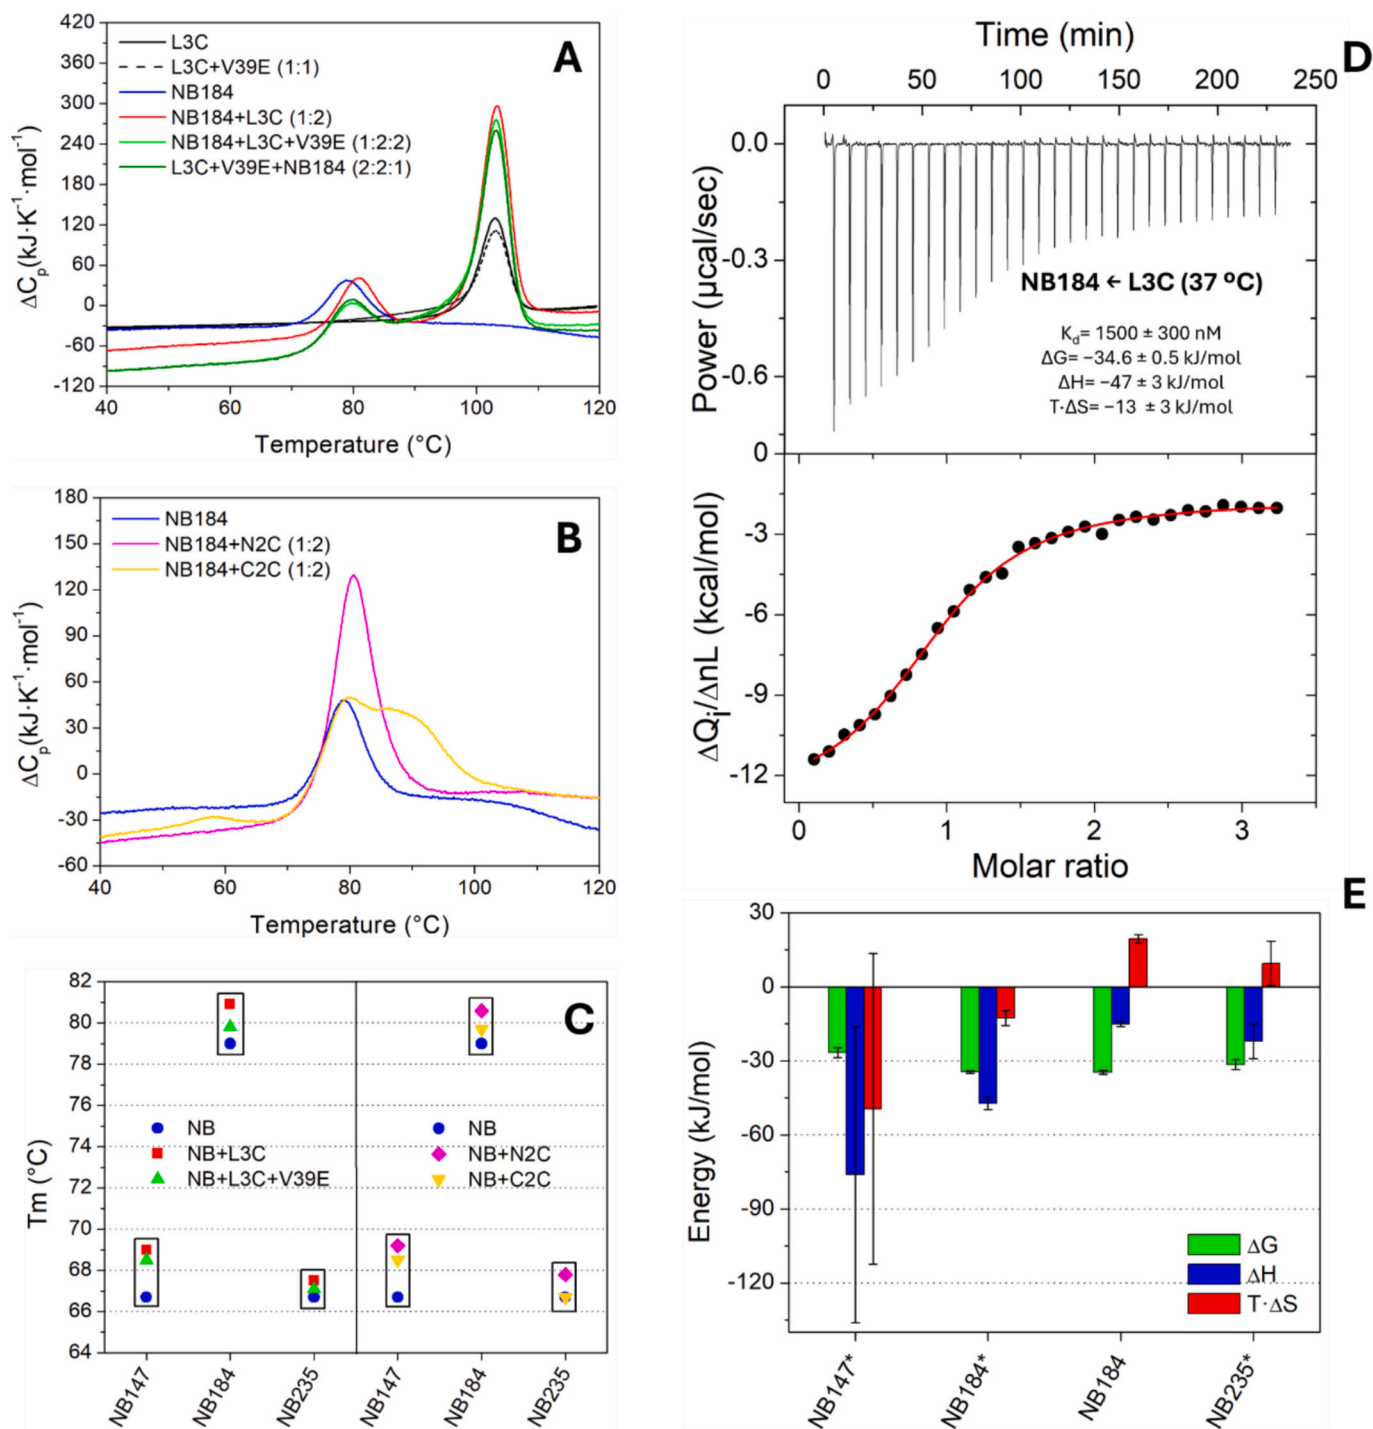 A
420
360
300
240
180
120
60
0
-60
-120
ΔCp(kJ·K⁻¹·mol⁻¹)
L3C
L3C+V39E (1:1)
NB184
NB184+L3C (1:2)
NB184+L3C+V39E (1:2:2)
L3C+V39E+NB184 (2:2:1)
40 60 80 100 120
Temperature (°C)
B
180
150
120
90
60
30
0
-30
-60
ΔCp(kJ·K⁻¹·mol⁻¹)
NB184
NB184+N2C (1:2)
NB184+C2C (1:2)
40 60 80 100 120
Temperature (°C)
C
82
80
78
76
74
72
70
68
66
64
Tm (°C)
NB
NB+L3C
NB+L3C+V39E
NB
NB+N2C
NB+C2C
NB147 NB184 NB235 NB147 NB184 NB235
D
Time (min)
0 50 100 150 200 250
0.0
-0.3
-0.6
0
Power (µcal/sec)
NB184 ← L3C (37 ºC)
Kd= 1500 ± 300 nM
ΔG= −34.6 ± 0.5 kJ/mol
ΔH= −47 ± 3 kJ/mol
T·ΔS= −13 ± 3 kJ/mol
-3
-6
-9
-12
ΔQi/ΔnL (kcal/mol)
0 1 2 3
Molar ratio
E
30
0
-30
-60
-90
-120
Energy (kJ/mol)
ΔG
ΔH
T·ΔS
NB147* NB184* NB184 NB235*